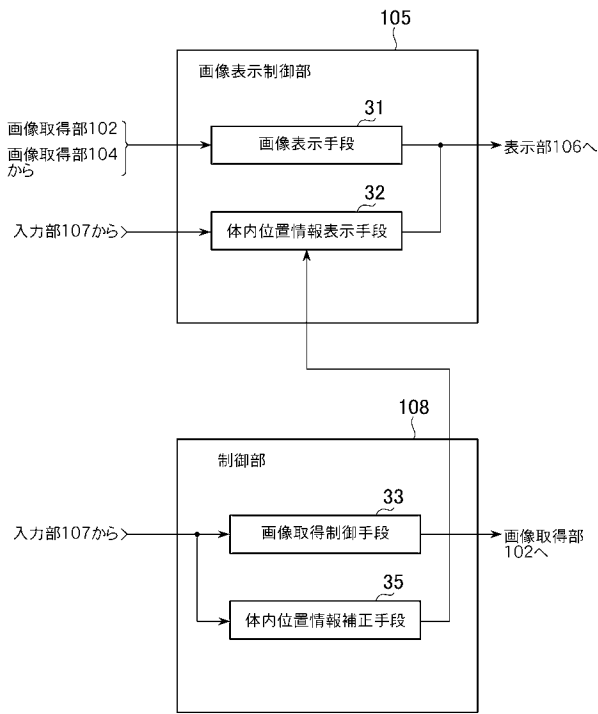 105
画像表示制御部
31
画像取得部102
画像取得部104
から
画像表示手段
表示部106へ
32
入力部107から
体内位置情報表示手段
108
制御部
33
入力部107から
画像取得制御手段
画像取得部
102へ
35
体内位置情報補正手段